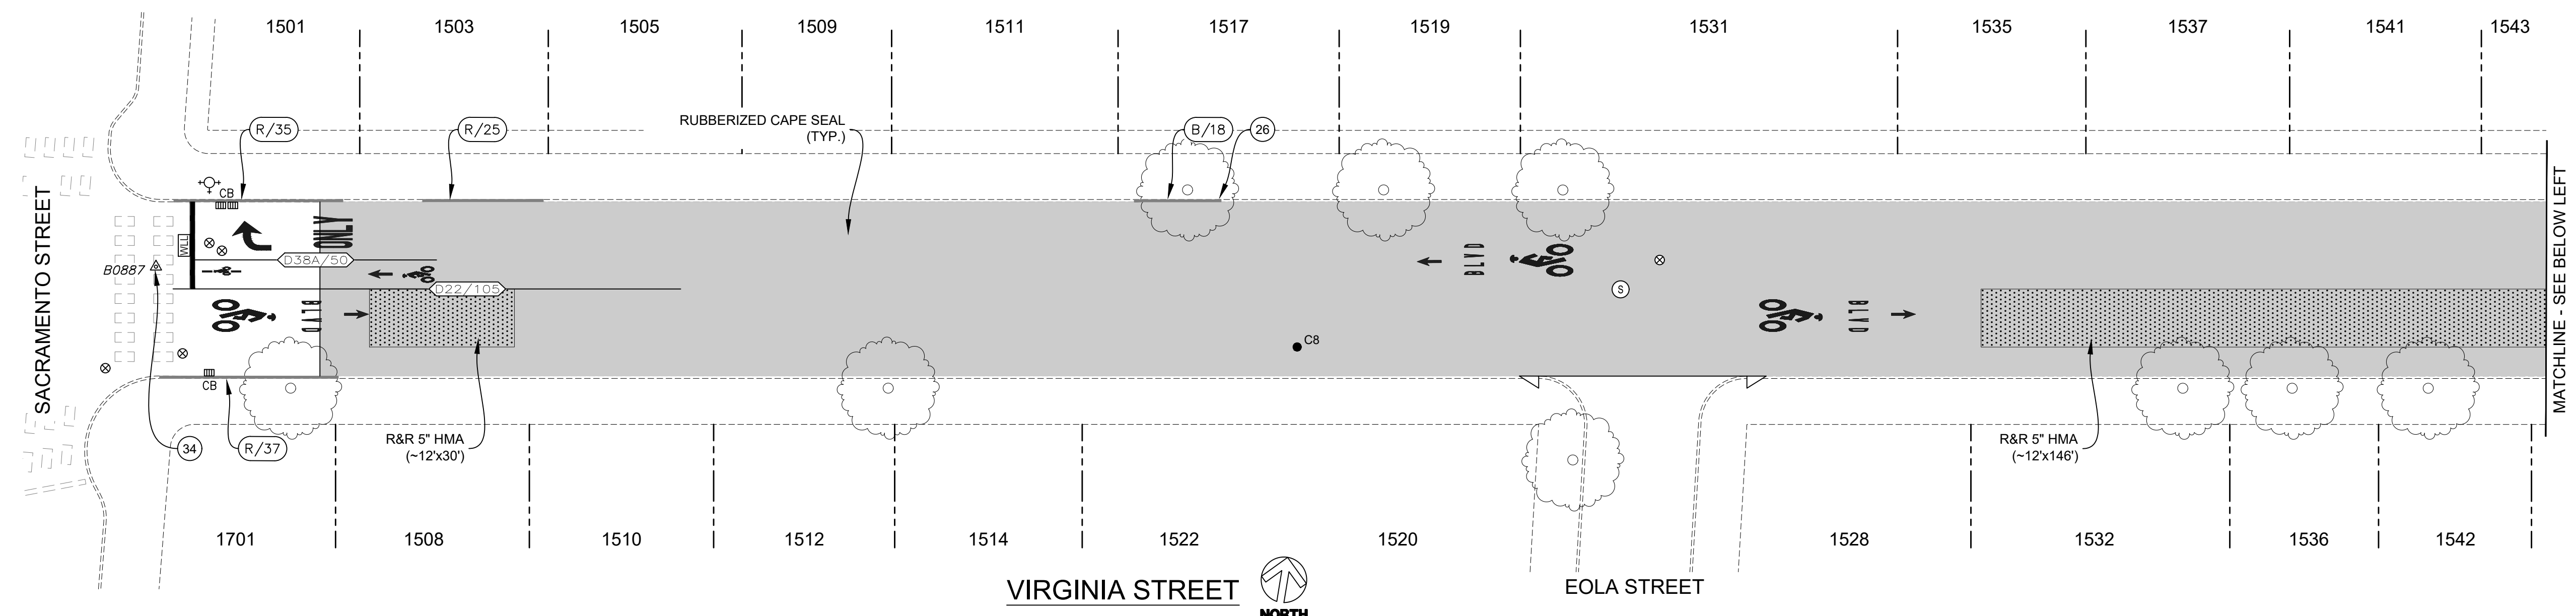 1501
1503
1505
1509
1511
1517
1519
1531
1535
1537
1541
1543
R/35
R/25
RUBBERIZED CAPE SEAL
(TYP.)
B/18
26
CB
ONLY
WLL
D38A/50
B0887
D22/105
BLVD
BLVD
S
BLVD
C8
CB
34
R/37
R&R 5" HMA
(~12'x30')
R&R 5" HMA
(~12'x146')
SACRAMENTO STREET
MATCHLINE - SEE BELOW LEFT
1701
1508
1510
1512
1514
1522
1520
1528
1532
1536
1542
VIRGINIA STREET
NORTH
EOLA STREET